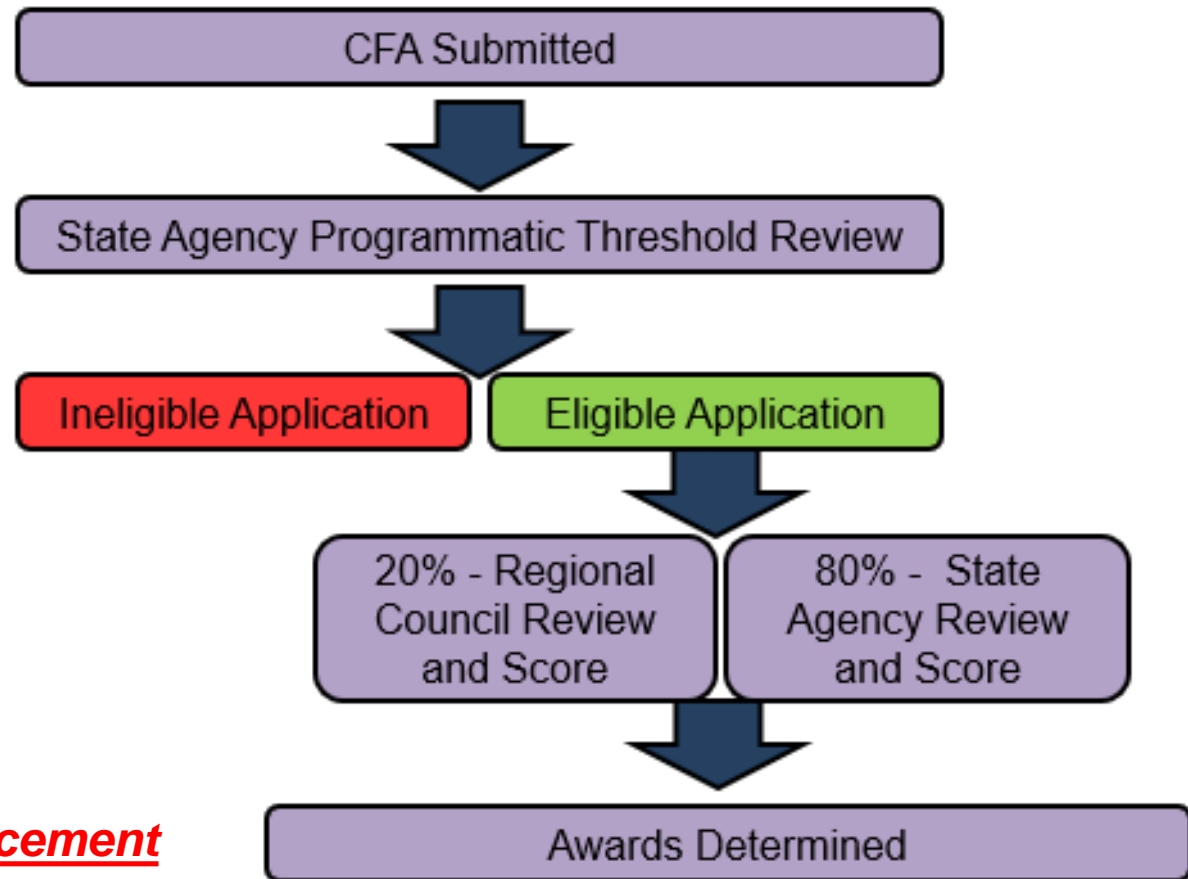 CFA Submitted
State Agency Programmatic Threshold Review
Ineligible Application
Eligible Application
20% - Regional
Council Review
and Score
80% - State
Agency Review
and Score
cement
Awards Determined